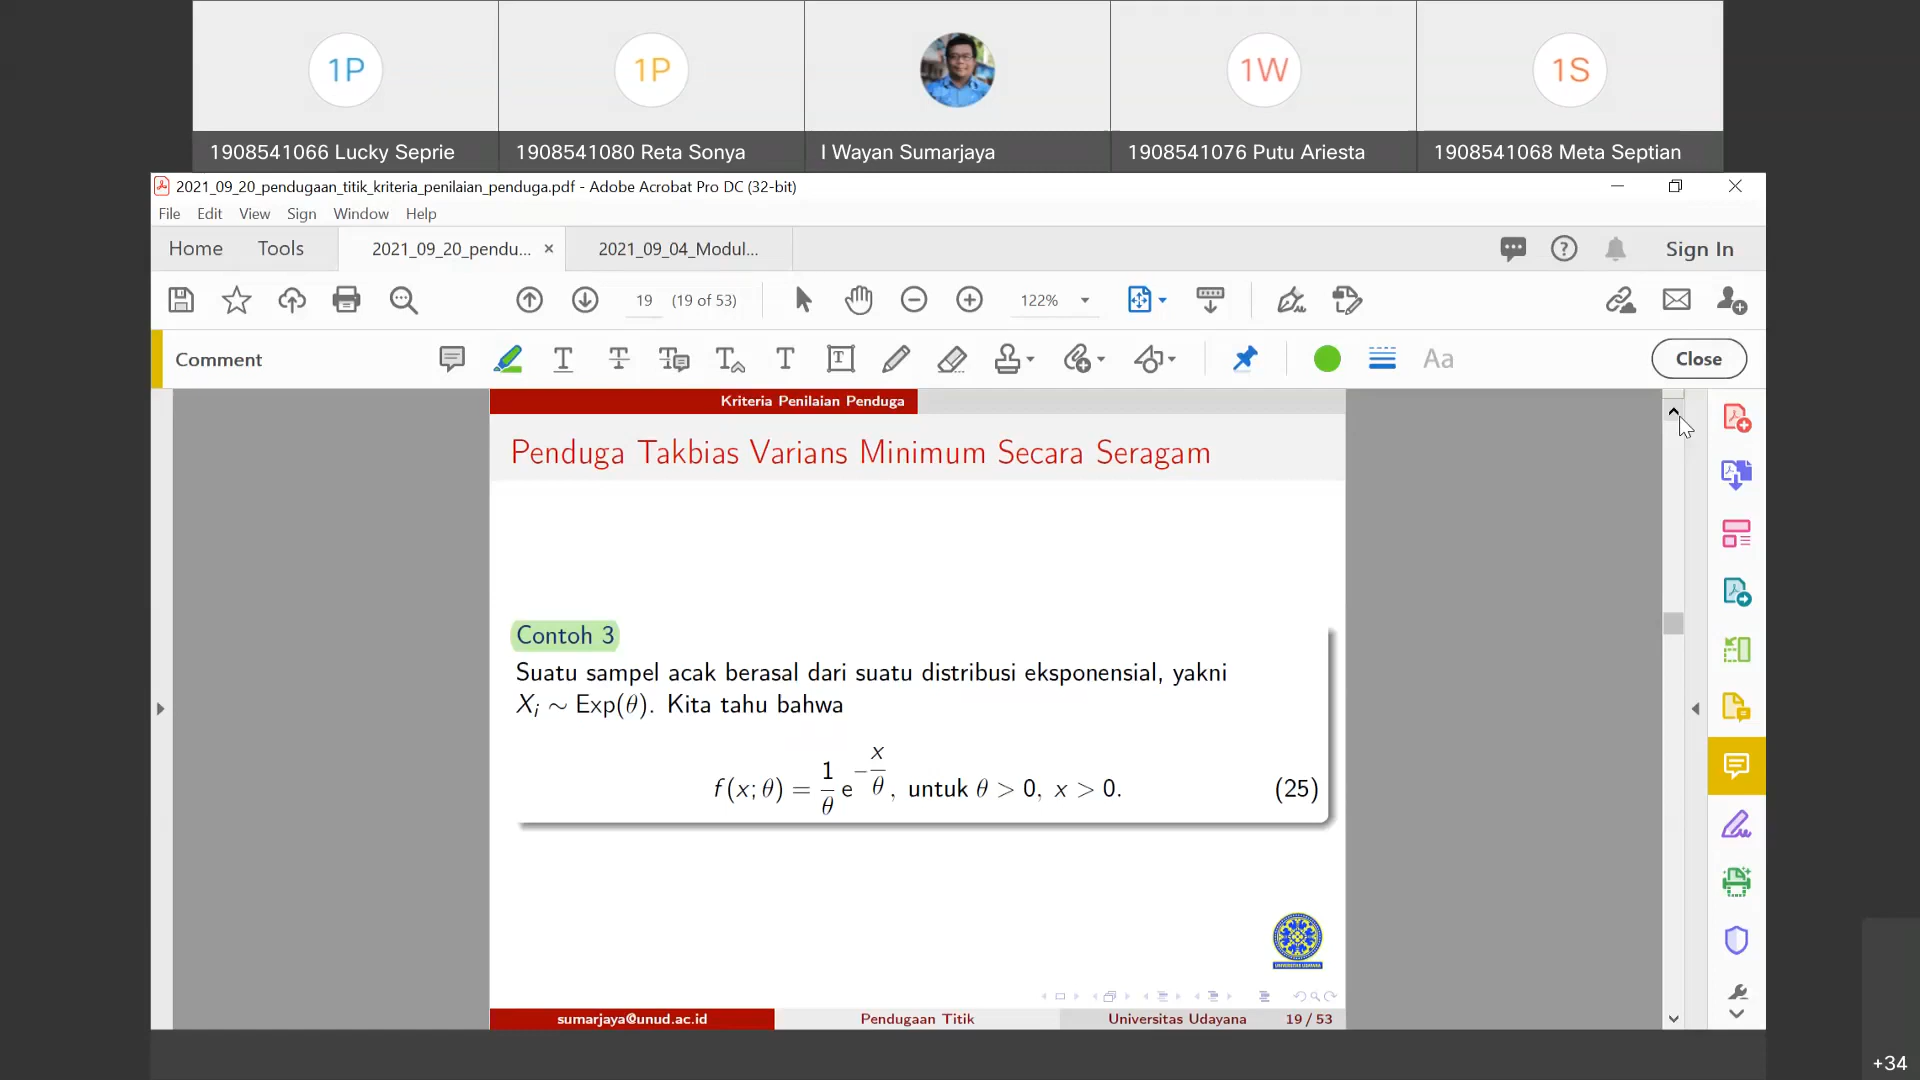 1P
1P
1W
1S
1908541066 Lucky Seprie
1908541080 Reta Sonya
I Wayan Sumarjaya
1908541076 Putu Ariesta
1908541068 Meta Septian
2021_09_20_pendugaan_titik_kriteria_penilaian_penduga.pdf - Adobe Acrobat Pro DC (32-bit)
File Edit View Sign Window Help
Home Tools 2021_09_20_pendu... × 2021_09_04_Modul... Sign In
19 (19 of 53) 122%
Comment Aa Close
Kriteria Penilaian Penduga
Penduga Takbias Varians Minimum Secara Seragam
Contoh 3
Suatu sampel acak berasal dari suatu distribusi eksponensial, yakni
X_i ∼ Exp(θ). Kita tahu bahwa
f(x; θ) = 1/θ e^{−x/θ}, untuk θ > 0, x > 0. (25)
UNIVERSITAS UDAYANA
sumarjaya@unud.ac.id Pendugaan Titik Universitas Udayana 19 / 53
+34